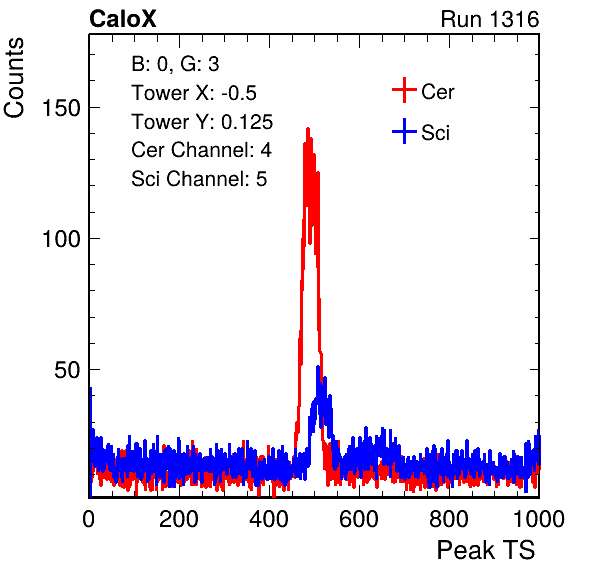 CaloX Run 1316
Counts
B: 0, G: 3
Tower X: -0.5
Tower Y: 0.125
Cer Channel: 4
Sci Channel: 5
Cer
Sci
150
100
50
0 200 400 600 800 1000
Peak TS